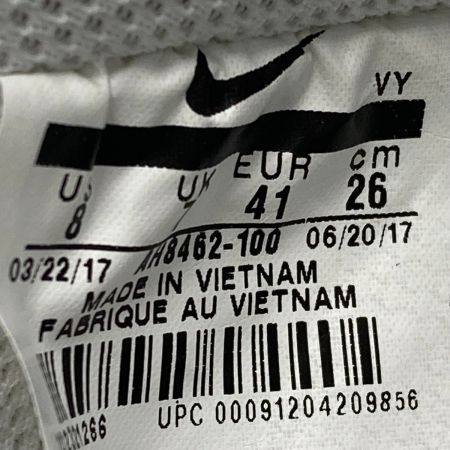 VY
US UK EUR cm
8 7 41 26
03/22/17 AH8462-100 06/20/17
MADE IN VIETNAM
FABRIQUE AU VIETNAM
UPC 00091204209856